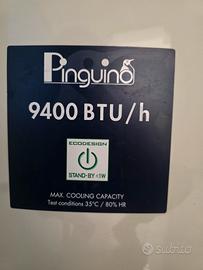 Pinguino
9400 BTU/h
ECODESIGN
STAND-BY <1W
MAX. COOLING CAPACITY
Test conditions 35°C / 80% HR
subito